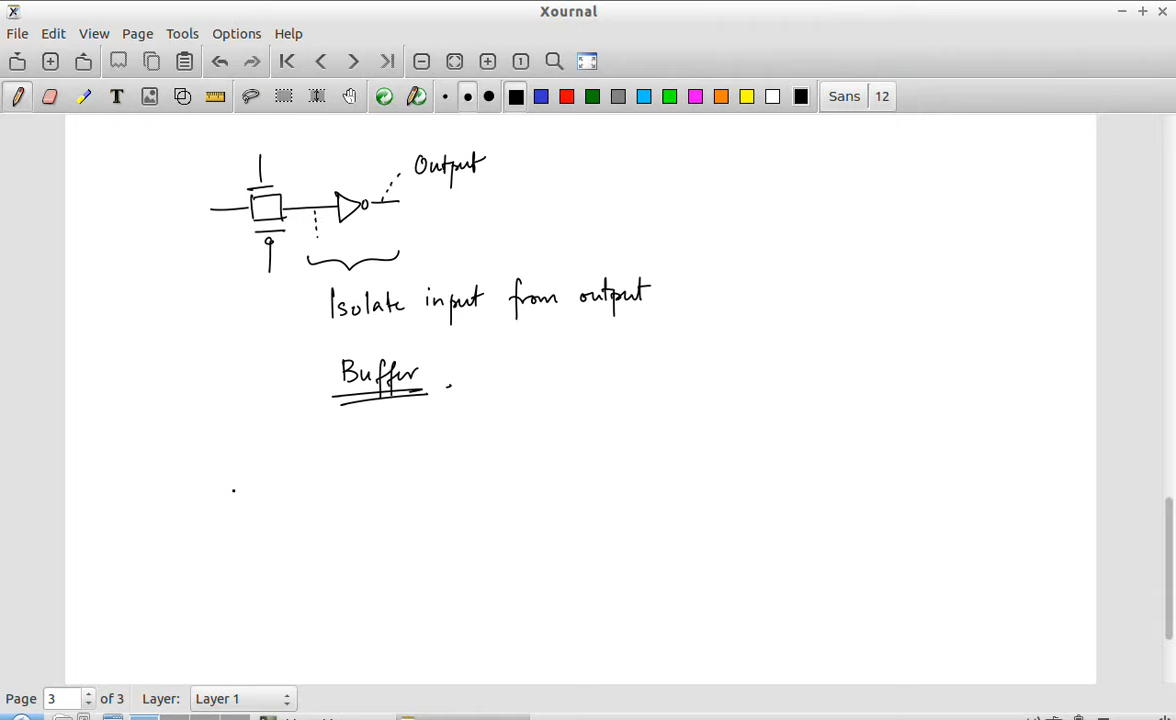 Xournal
File Edit View Page Tools Options Help
Sans 12
Output
Isolate input from output
Buffer
Page 3 of 3 Layer: Layer 1